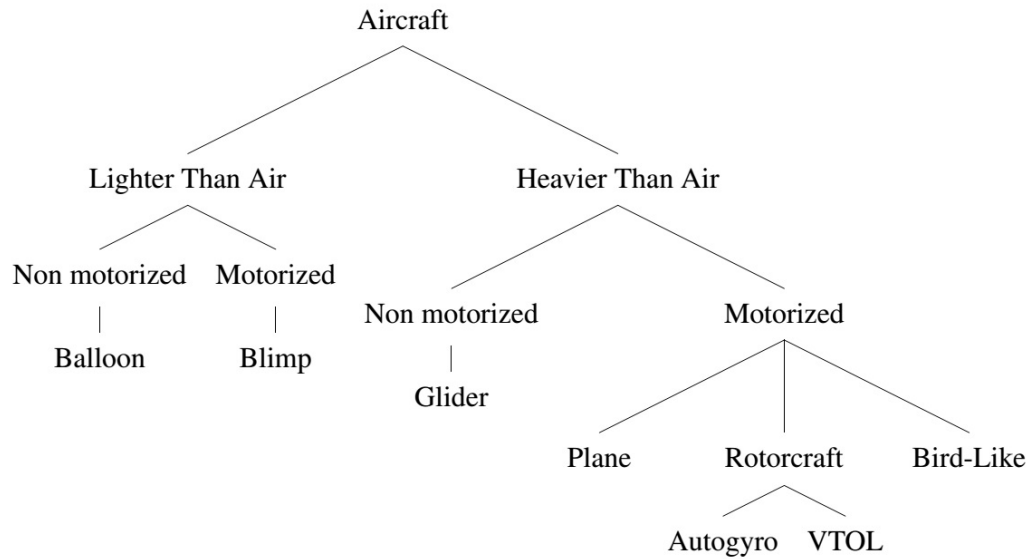 Aircraft
Lighter Than Air Heavier Than Air
Non motorized Motorized
Non motorized Motorized
Balloon Blimp
Glider
Plane Rotorcraft Bird-Like
Autogyro VTOL